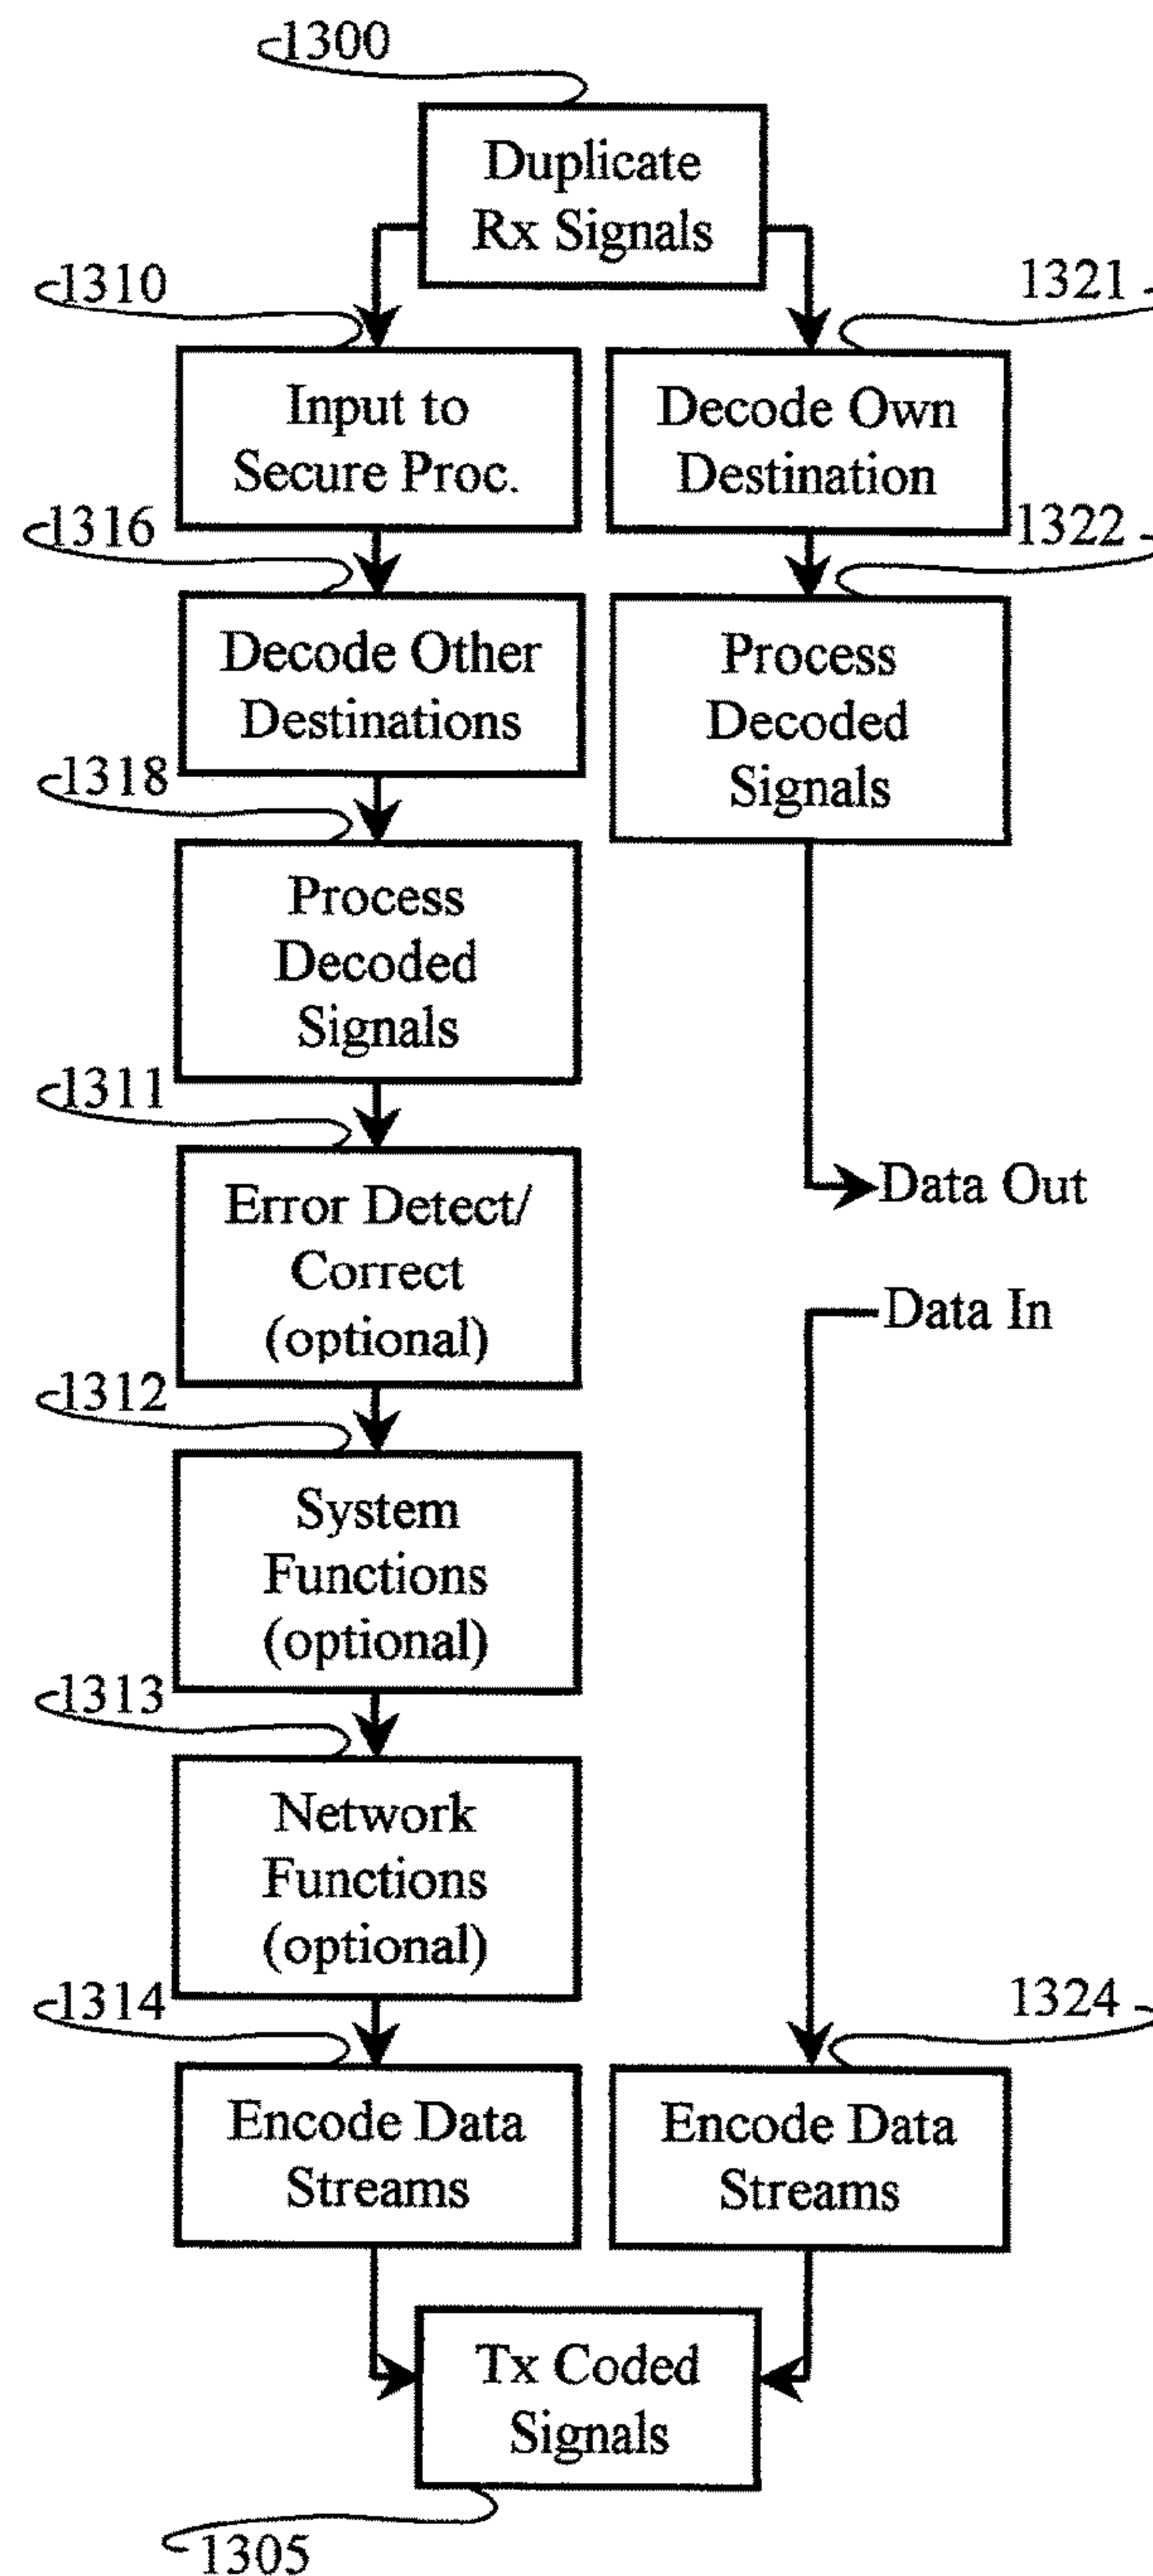 1300
Duplicate
Rx Signals
1310
1321
Input to
Secure Proc.
Decode Own
Destination
1316
1322
Decode Other
Destinations
Process
Decoded
Signals
1318
Process
Decoded
Signals
1311
Data Out
Error Detect/
Correct
(optional)
Data In
1312
System
Functions
(optional)
1313
Network
Functions
(optional)
1314
1324
Encode Data
Streams
Encode Data
Streams
Tx Coded
Signals
1305